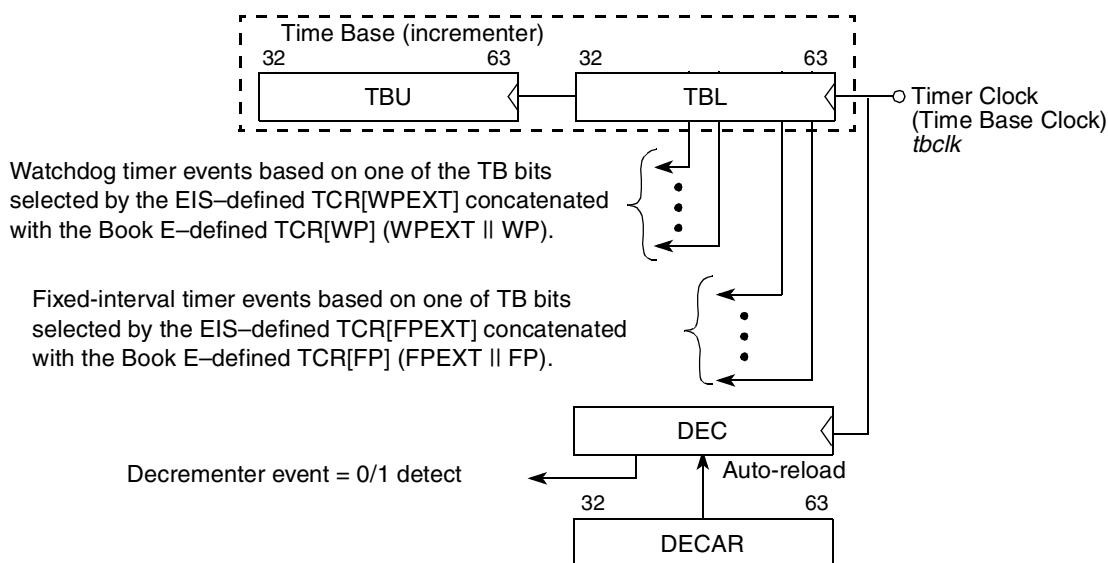 Time Base (incrementer)
32 63 32 63
TBU TBL
Timer Clock
(Time Base Clock)
tbclk
Watchdog timer events based on one of the TB bits
selected by the EIS–defined TCR[WPEXT] concatenated
with the Book E–defined TCR[WP] (WPEXT || WP).
Fixed-interval timer events based on one of TB bits
selected by the EIS–defined TCR[FPEXT] concatenated
with the Book E–defined TCR[FP] (FPEXT || FP).
DEC
Decrementer event = 0/1 detect
Auto-reload
32 63
DECAR